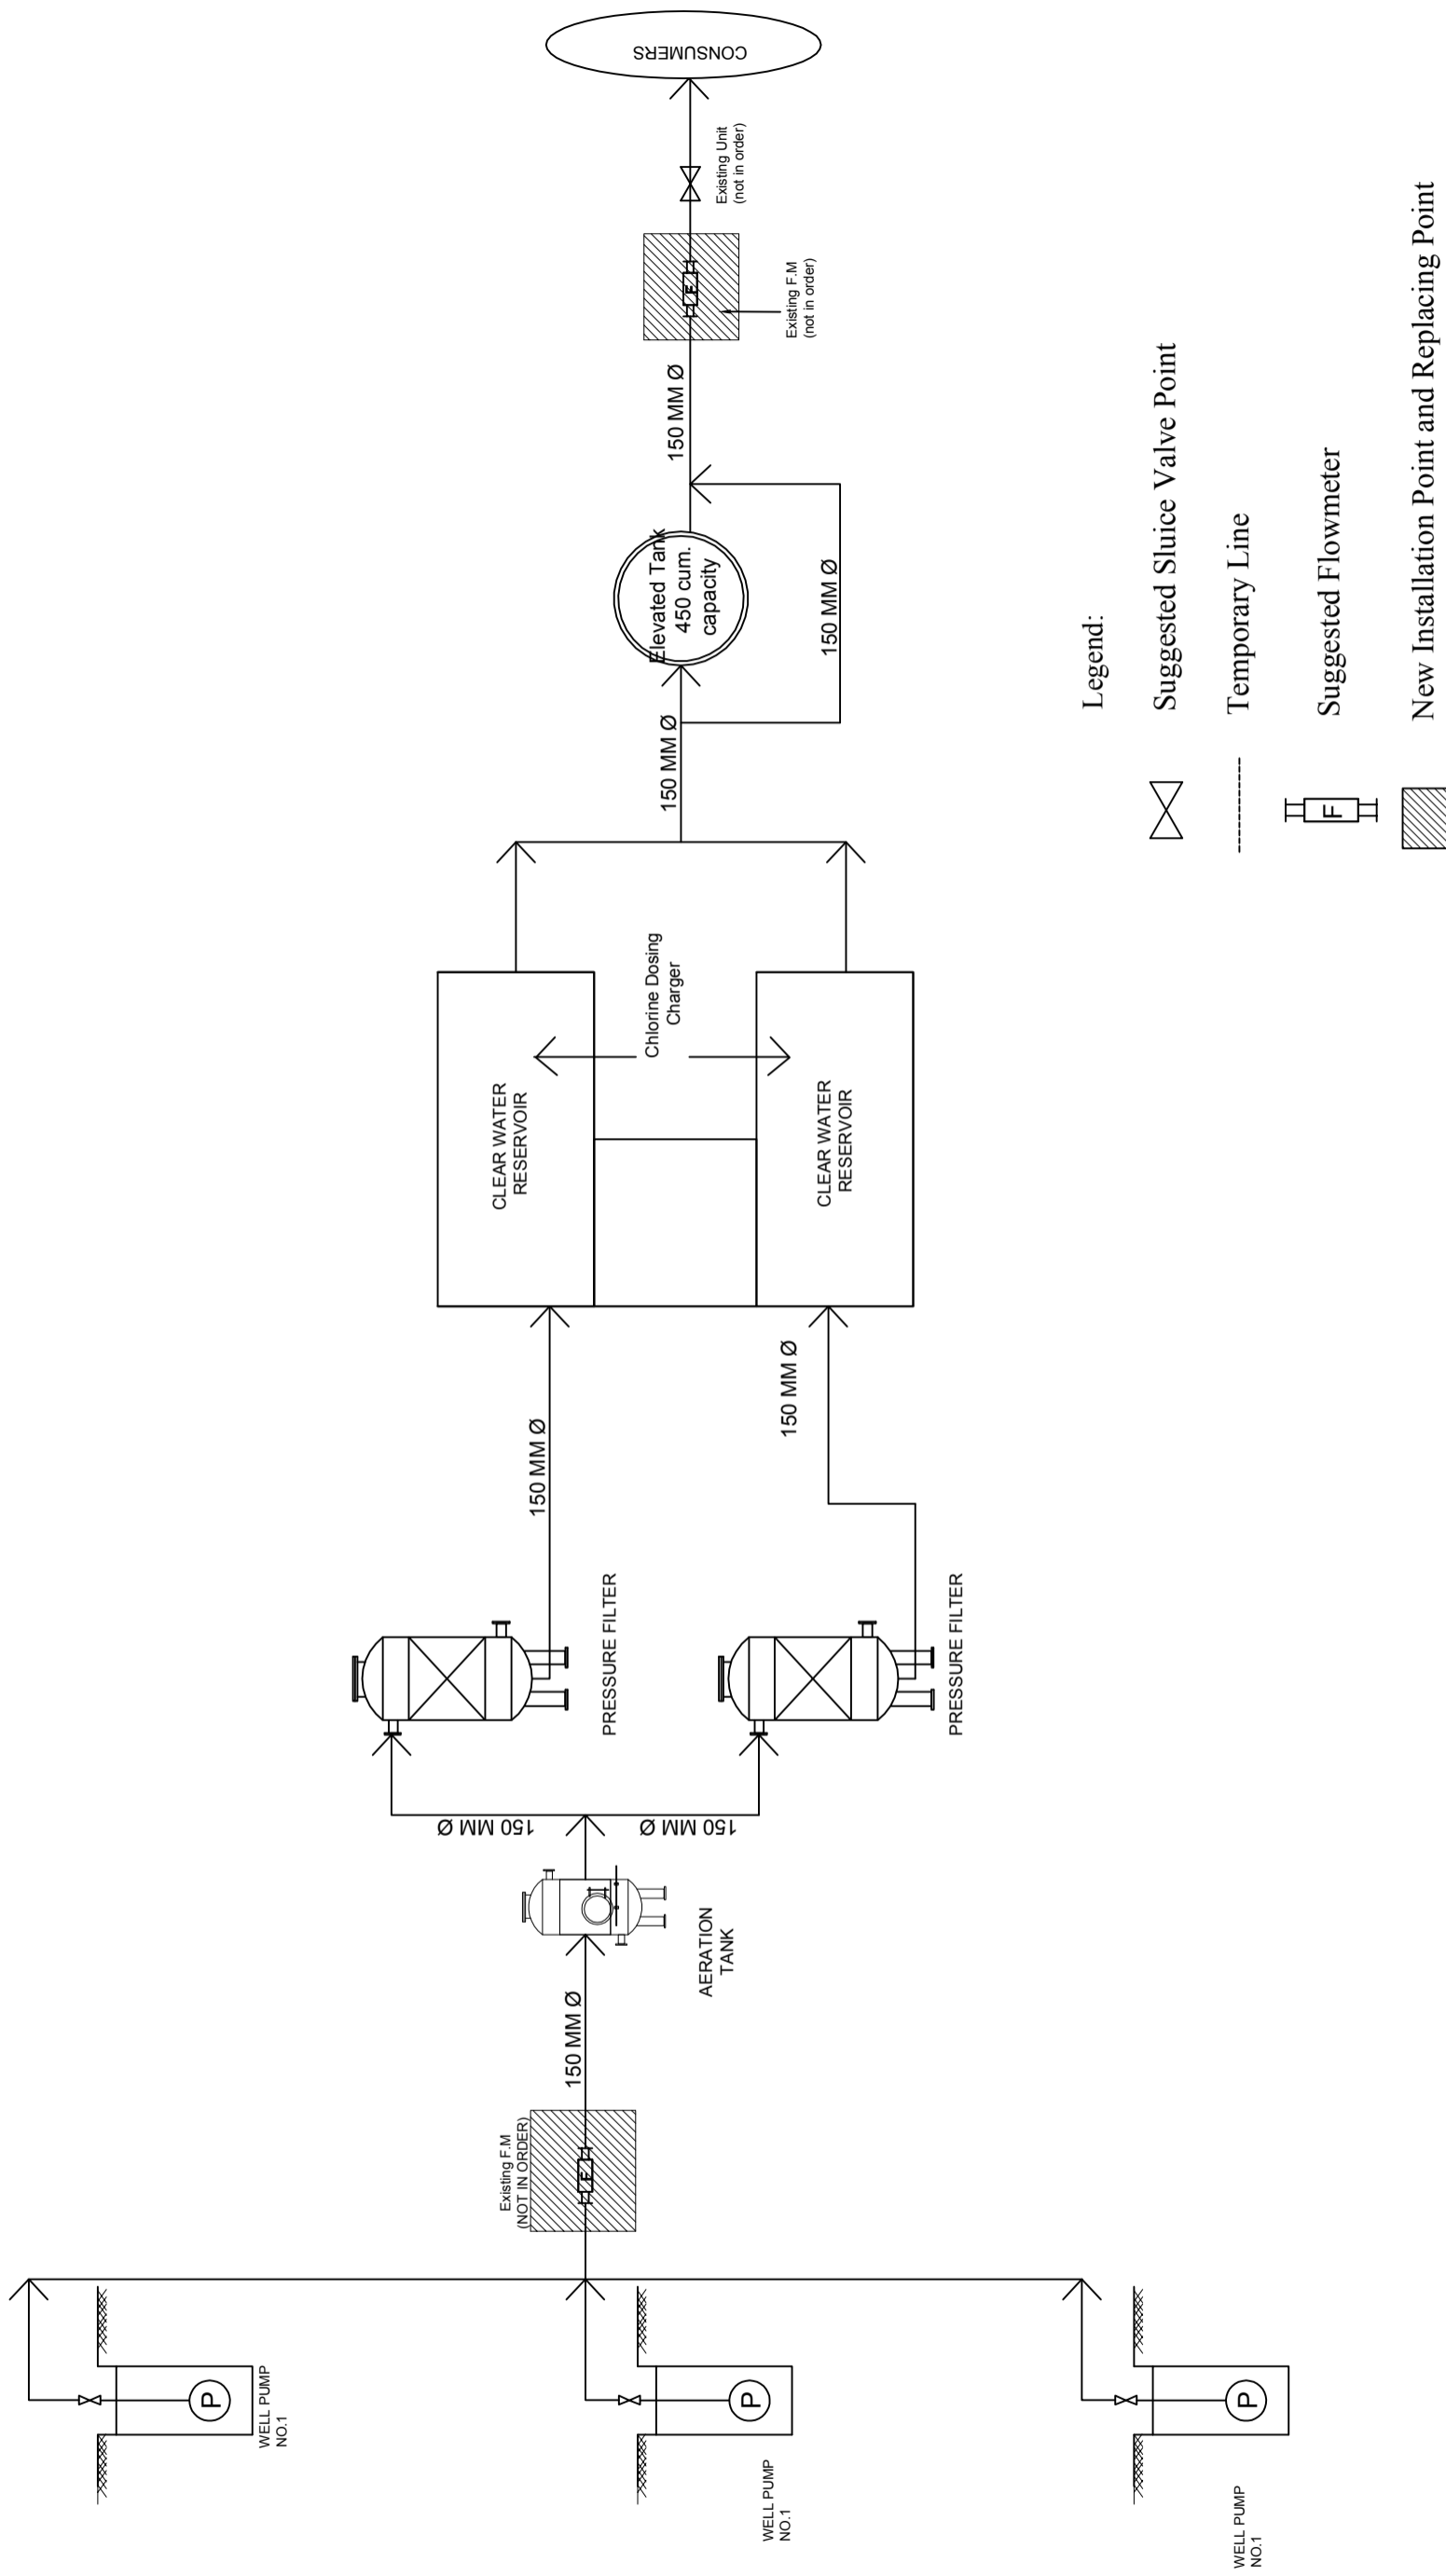 CONSUMERS
Existing Unit
(not in order)
Existing F.M
(not in order)
F
150 MM Ø
Elevated Tank
450 cum.
capacity
150 MM Ø
150 MM Ø
Chlorine Dosing
Charger
CLEAR WATER
RESERVOIR
CLEAR WATER
RESERVOIR
150 MM Ø
150 MM Ø
PRESSURE FILTER
PRESSURE FILTER
150 MM Ø
150 MM Ø
AERATION
TANK
150 MM Ø
Existing F.M
(NOT IN ORDER)
F
P
WELL PUMP
NO.1
P
WELL PUMP
NO.1
P
WELL PUMP
NO.1
Legend:
Suggested Sluice Valve Point
Temporary Line
F
Suggested Flowmeter
New Installation Point and Replacing Point